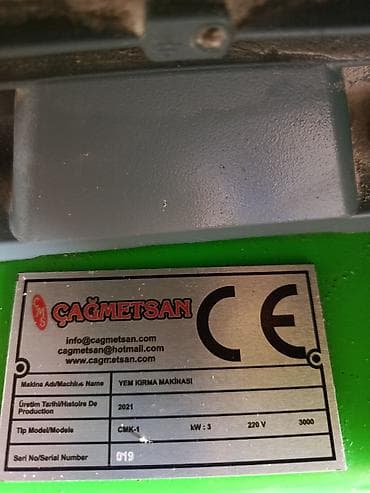 CMS ÇAĞMETSAN CE
info@cagmetsan.com
cagmetsan@hotmail.com
www.cagmetsan.com
Makina Adı/Machine Name YEM KIRMA MAKİNASI
Üretim Tarihi/Histoire De Production 2021
Tip Model/Modele CMK-1 kW : 3 220 V 3000
Seri No/Serial Number 019